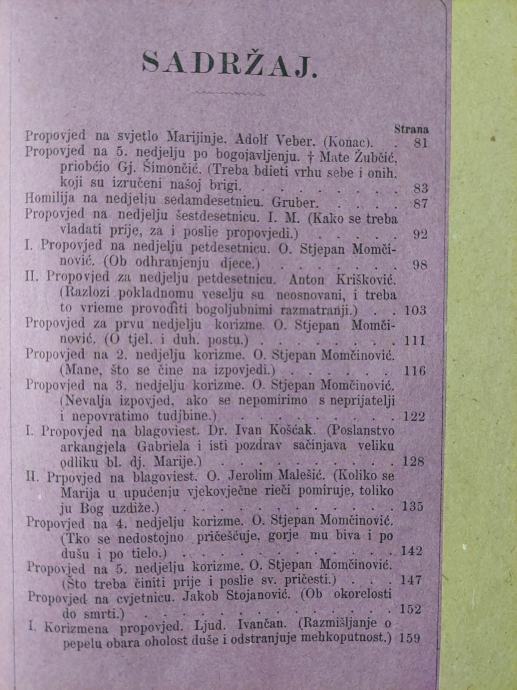 SADRŽAJ.
Strana
Propovjed na svjetlo Marijinje. Adolf Veber. (Konac). . 81
Propovjed na 5. nedjelju po bogojavljenju. † Mate Žubčić,
priobćio Gj. Šimončić. (Treba bdieti vrhu sebe i onih,
koji su izručeni našoj brigi. . . . . . . . . 83
Homilija na nedjelju sedamdesetnicu. Gruber. . . . 87
Propovjed na nedjelju šestdesetnicu. I. M. (Kako se treba
vladati prije, za i poslie propovjedi.) . . . . . 92
I. Propovjed na nedjelju petdesetnicu. O. Stjepan Momči-
nović. (Ob odhranjenju djece.) . . . . . . . 98
II. Propovjed za nedjelju petdesetnicu. Anton Krišković.
(Razlozi pokladnomu veselju su neosnovani, i treba
to vrieme provoditi bogoljubnimi razmatranji.) . . 103
Propovjed za prvu nedjelju korizme. O. Stjepan Momči-
nović. (O tjel. i duh. postu.) . . . . . . . . 111
Propovjed na 2. nedjelju korizme. O. Stjepan Momčinović.
(Mane, što se čine na izpovjedi.) . . . . . . 116
Propovjed na 3. nedjelju korizme. O. Stjepan Momčinović.
(Nevalja izpovjed, ako se nepomirimo s neprijatelji
i nepovratimo tudjbine.) . . . . . . . . . 122
I. Propovjed na blagoviest. Dr. Ivan Košćak. (Poslanstvo
arkangjela Gabriela i isti pozdrav sačinjava veliku
odliku bl. dj. Marije.) . . . . . . . . . . 128
II. Prpovjed na blagoviest. O. Jerolim Malešić. (Koliko se
Marija u upućenju vjekovječne rieči pomiruje, toliko
ju Bog uzdiže.) . . . . . . . . . . . 135
Propovjed na 4. nedjelju korizme. O. Stjepan Momčinović.
(Tko se nedostojno pričešćuje, gorje mu biva i po
dušu i po tielo.) . . . . . . . . . . . 142
Propovjed na 5. nedjelju korizme. O. Stjepan Momčinović.
(Što treba činiti prije i poslie sv. pričesti.) . . . 147
Propovjed na cvjetnicu. Jakob Stojanović. (Ob okorelosti
do smrti.) . . . . . . . . . . . . . 152
I. Korizmena propovjed. Ljud. Ivančan. (Razmišljanje o
pepelu obara oholost duše i odstranjuje mehkoputnost.) 159